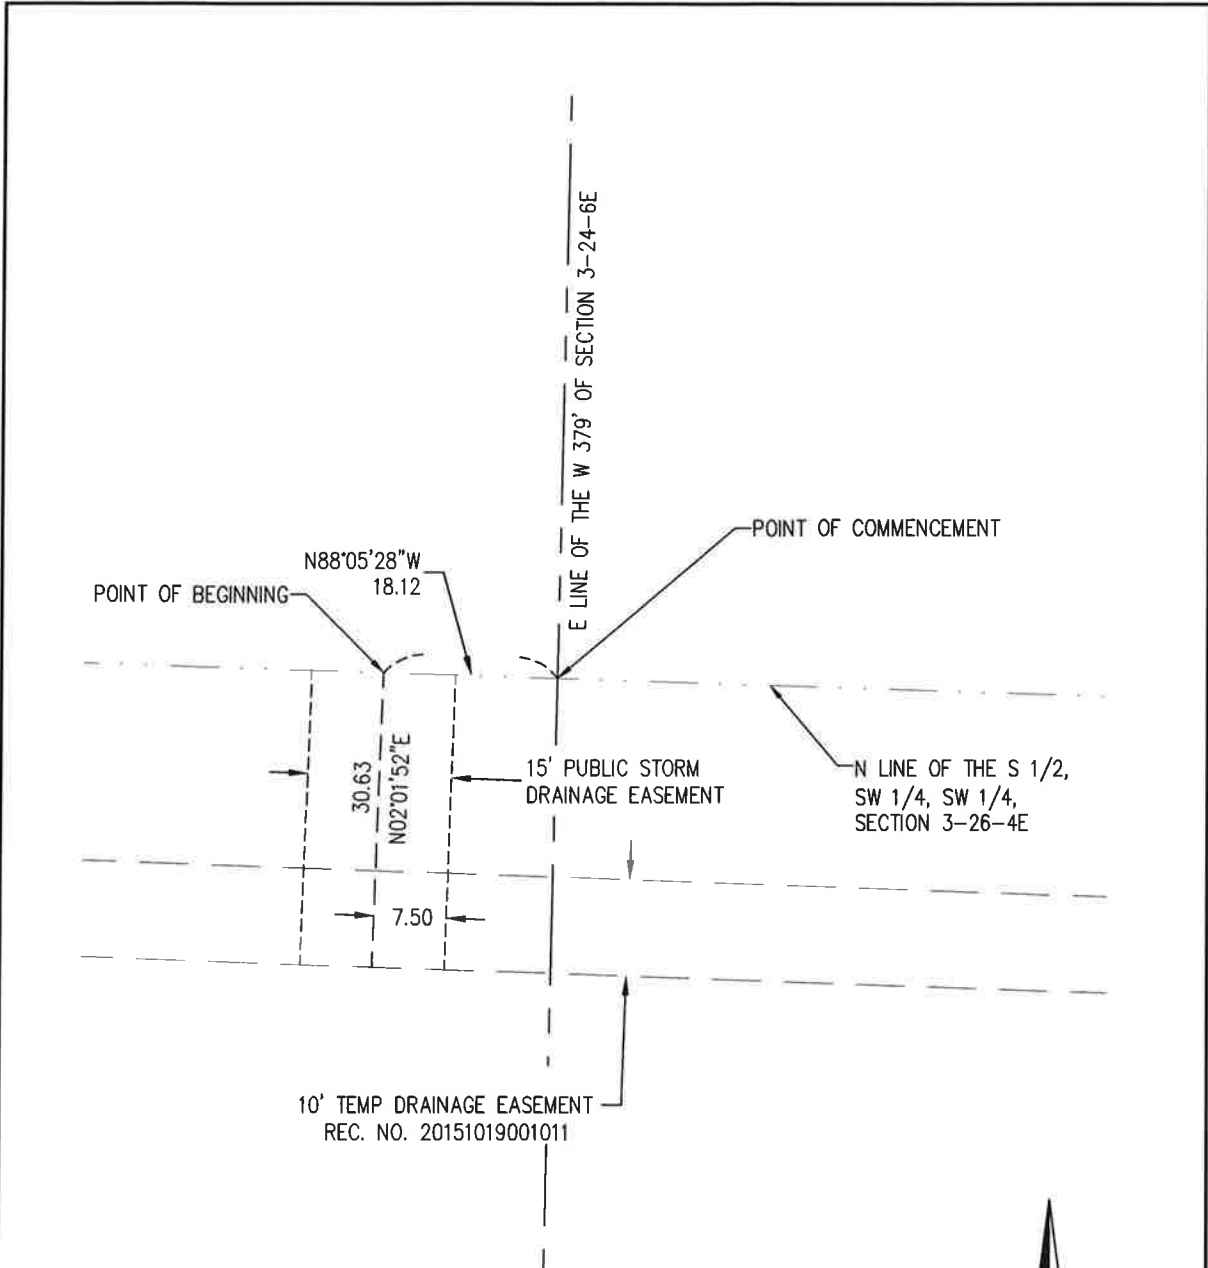 E LINE OF THE W 379' OF SECTION 3-24-6E
POINT OF COMMENCEMENT
N88°05'28"W
18.12
POINT OF BEGINNING
30.63
N02°01'52"E
15' PUBLIC STORM
DRAINAGE EASEMENT
N LINE OF THE S 1/2,
SW 1/4, SW 1/4,
SECTION 3-26-4E
7.50
10' TEMP DRAINAGE EASEMENT
REC. NO. 20151019001011